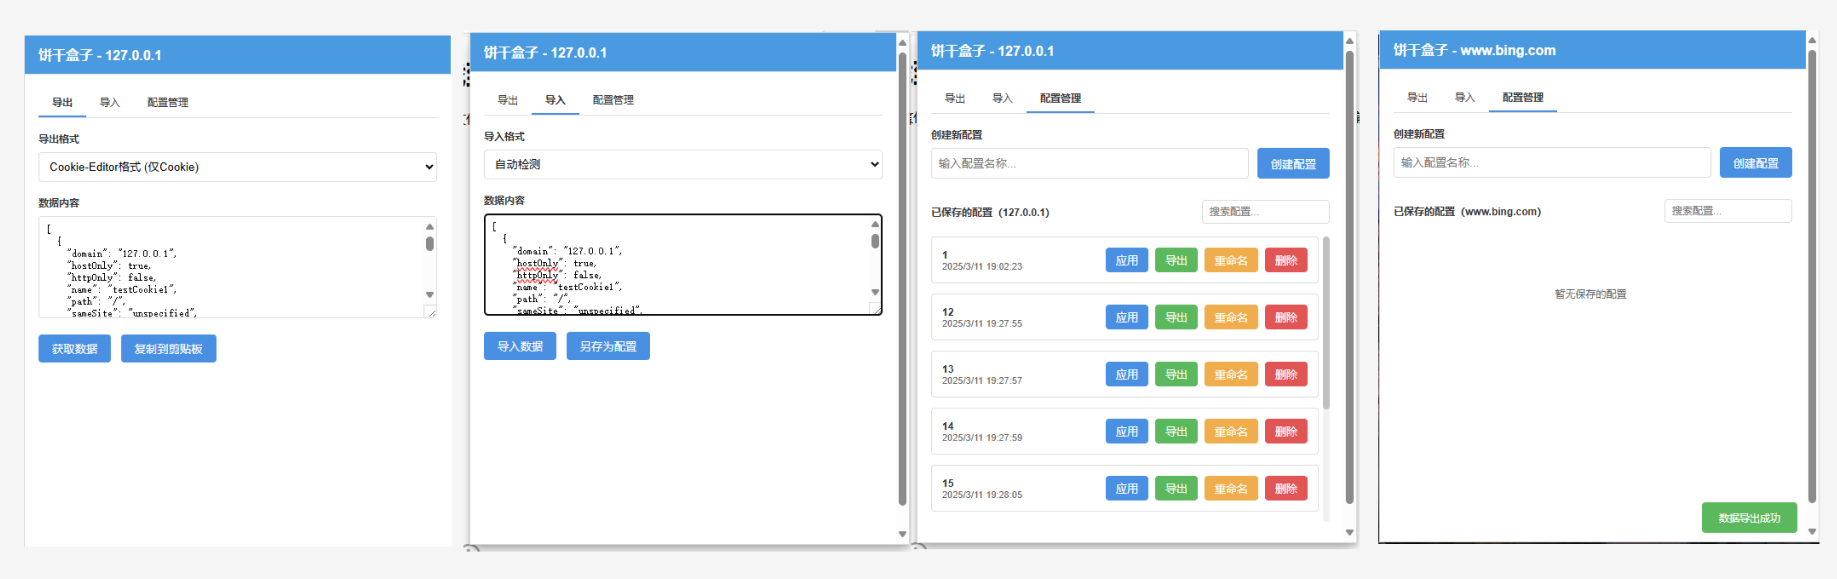 饼干盒子 - 127.0.0.1
导出 导入 配置管理
导出格式
Cookie-Editor格式 (仅Cookie)
数据内容
[
{
"domain": "127.0.0.1",
"hostOnly": true,
"httpOnly": false,
"name": "testCookie1",
"path": "/",
"sameSite": "unspecified",
获取数据 复制到剪贴板
饼干盒子 - 127.0.0.1
导出 导入 配置管理
导入格式
自动检测
数据内容
[
{
"domain": "127.0.0.1",
"hostOnly": true,
"httpOnly": false,
"name": "testCookie1",
"path": "/",
"sameSite": "unspecified",
导入数据 另存为配置
饼干盒子 - 127.0.0.1
导出 导入 配置管理
创建新配置
输入配置名称... 创建配置
已保存的配置（127.0.0.1） 搜索配置...
1
2025/3/11 19:02:23
应用 导出 重命名 删除
12
2025/3/11 19:27:55
应用 导出 重命名 删除
13
2025/3/11 19:27:57
应用 导出 重命名 删除
14
2025/3/11 19:27:59
应用 导出 重命名 删除
15
2025/3/11 19:28:05
应用 导出 重命名 删除
饼干盒子 - www.bing.com
导出 导入 配置管理
创建新配置
输入配置名称... 创建配置
已保存的配置（www.bing.com） 搜索配置...
暂无保存的配置
数据导出成功